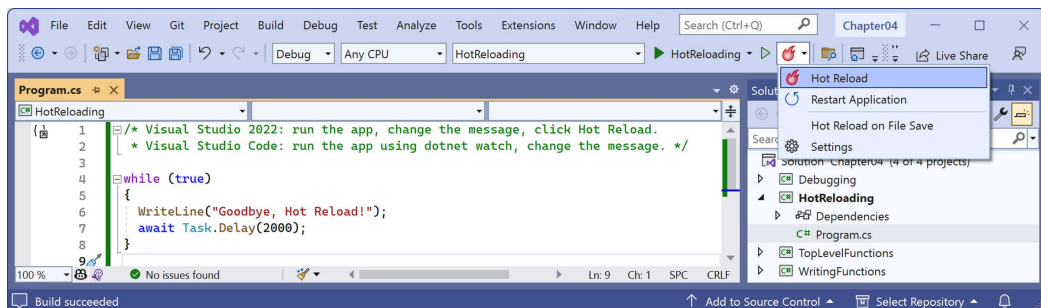 File Edit View Git Project Build Debug Test Analyze Tools Extensions Window Help Search (Ctrl+Q) Chapter04
Debug Any CPU HotReloading HotReloading Live Share
Program.cs
Hot Reload
Restart Application
Hot Reload on File Save
Settings
HotReloading
1 /* Visual Studio 2022: run the app, change the message, click Hot Reload.
2 * Visual Studio Code: run the app using dotnet watch, change the message. */
3
4 while (true)
5 {
6 WriteLine("Goodbye, Hot Reload!");
7 await Task.Delay(2000);
8 }
9
Solution 'Chapter04' (4 of 4 projects)
C# Debugging
C# HotReloading
Dependencies
C# Program.cs
C# TopLevelFunctions
C# WritingFunctions
100 % No issues found Ln: 9 Ch: 1 SPC CRLF
Build succeeded Add to Source Control Select Repository